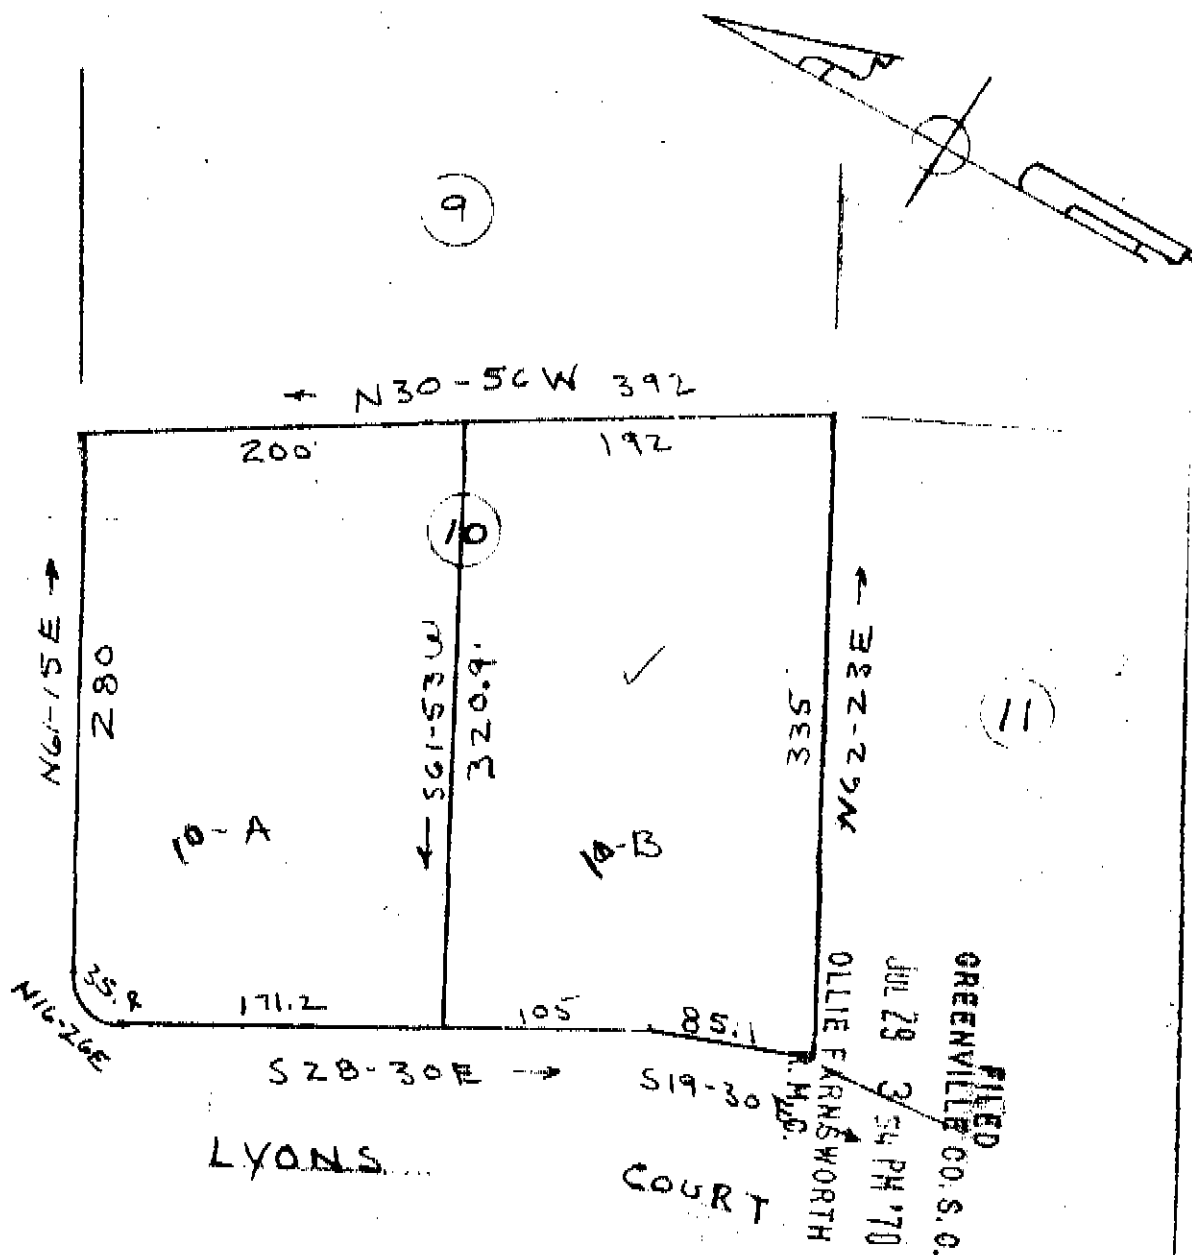 9
← N30-56W 392
200'
192
10
N61-15E →
280
← S61-53W
320.9'
335
N62-23E →
11
10-A
10-B
35.2
N16-26E
171.2
105
85.1
S28-30E →
S19-30E
LYONS COURT
FILED
GREENVILLE CO. S. C.
JUL 29 3 54 PM '70
OLLIE FARNSWORTH
R. M. C.